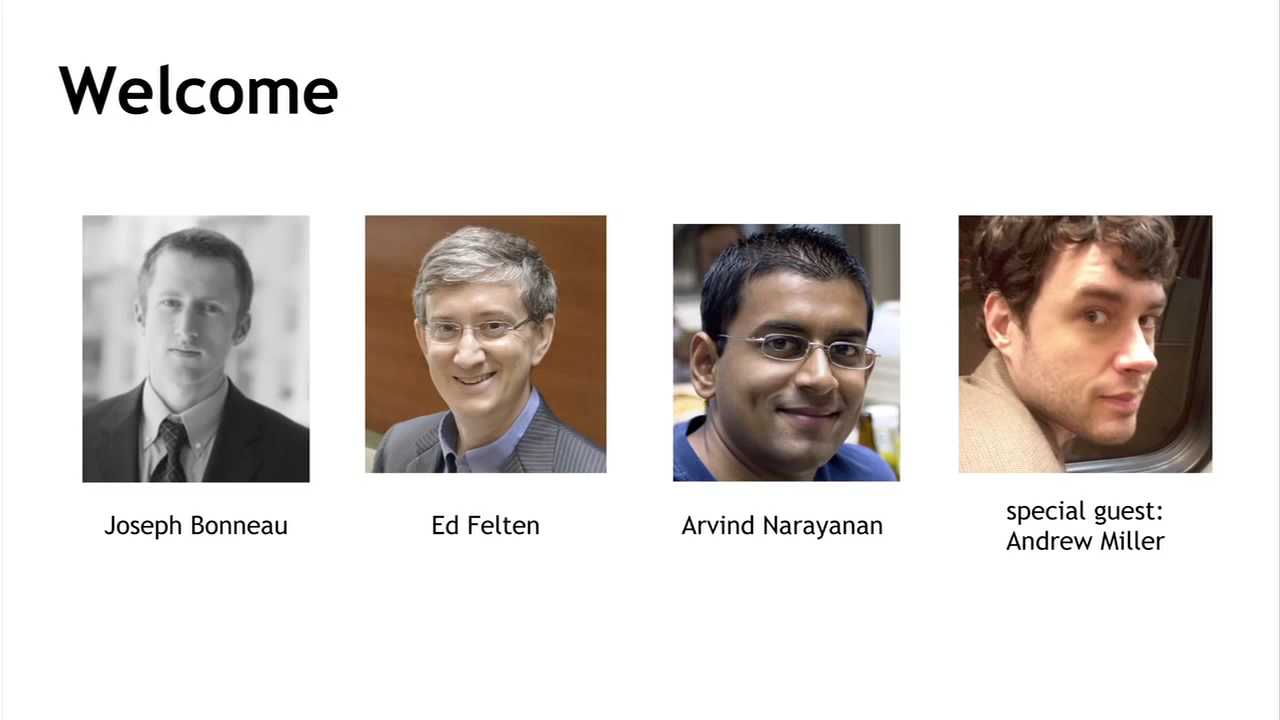 Welcome
Joseph Bonneau
Ed Felten
Arvind Narayanan
special guest:
Andrew Miller